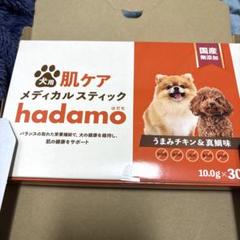 国産
無添加
犬用
肌ケア
メディカルスティック
hadamo
はだも
バランスの取れた栄養補給で、犬の健康を維持し、
肌の健康をサポート
うまみチキン&真鯛味
10.0g×30